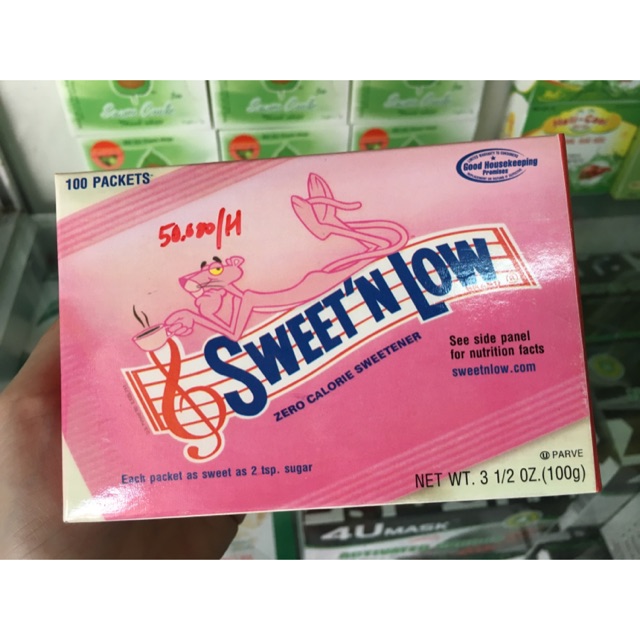 100 PACKETS
Good Housekeeping
Promises
50.000/H
SWEET'N LOW
ZERO CALORIE SWEETENER
See side panel
for nutrition facts
sweetnlow.com
Each packet as sweet as 2 tsp. sugar
U PARVE
NET WT. 3 1/2 OZ.(100g)
4U MASK